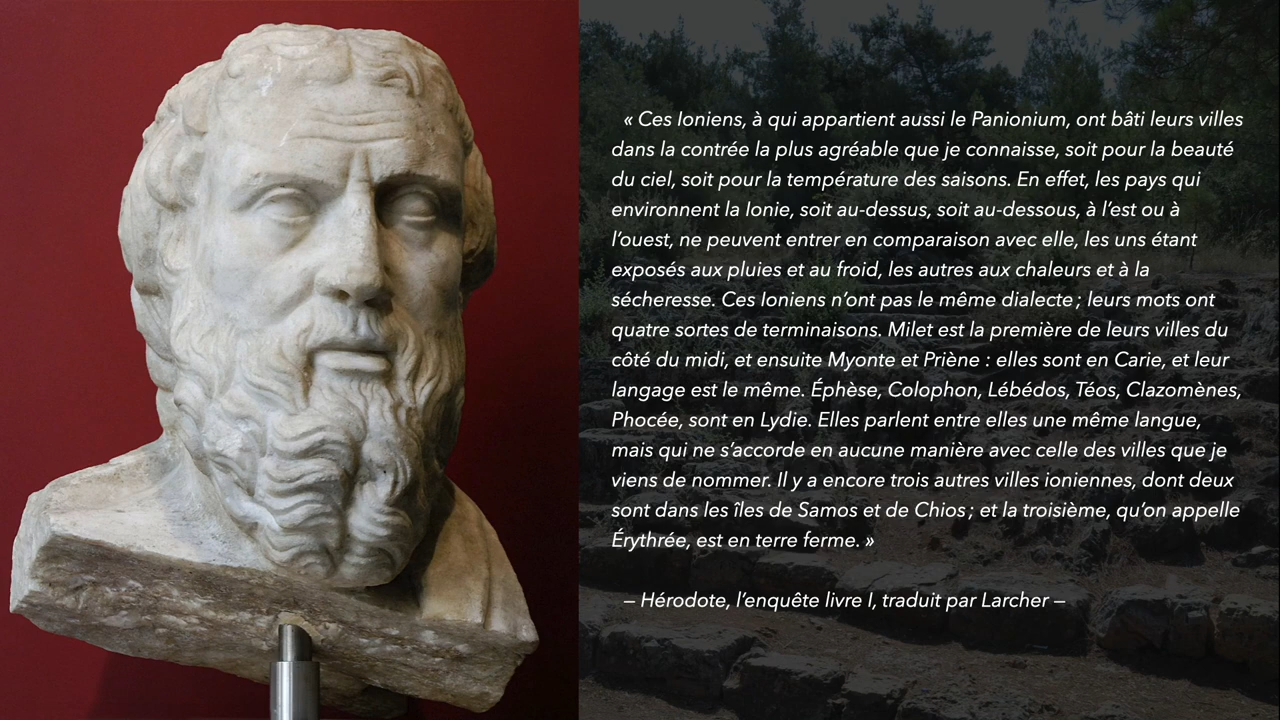 « Ces Ioniens, à qui appartient aussi le Panionium, ont bâti leurs villes
dans la contrée la plus agréable que je connaisse, soit pour la beauté
du ciel, soit pour la température des saisons. En effet, les pays qui
environnent la Ionie, soit au-dessus, soit au-dessous, à l’est ou à
l’ouest, ne peuvent entrer en comparaison avec elle, les uns étant
exposés aux pluies et au froid, les autres aux chaleurs et à la
sécheresse. Ces Ioniens n’ont pas le même dialecte ; leurs mots ont
quatre sortes de terminaisons. Milet est la première de leurs villes du
côté du midi, et ensuite Myonte et Priène : elles sont en Carie, et leur
langage est le même. Éphèse, Colophon, Lébédos, Téos, Clazomènes,
Phocée, sont en Lydie. Elles parlent entre elles une même langue,
mais qui ne s’accorde en aucune manière avec celle des villes que je
viens de nommer. Il y a encore trois autres villes ioniennes, dont deux
sont dans les îles de Samos et de Chios ; et la troisième, qu’on appelle
Érythrée, est en terre ferme. »
– Hérodote, l’enquête livre I, traduit par Larcher –